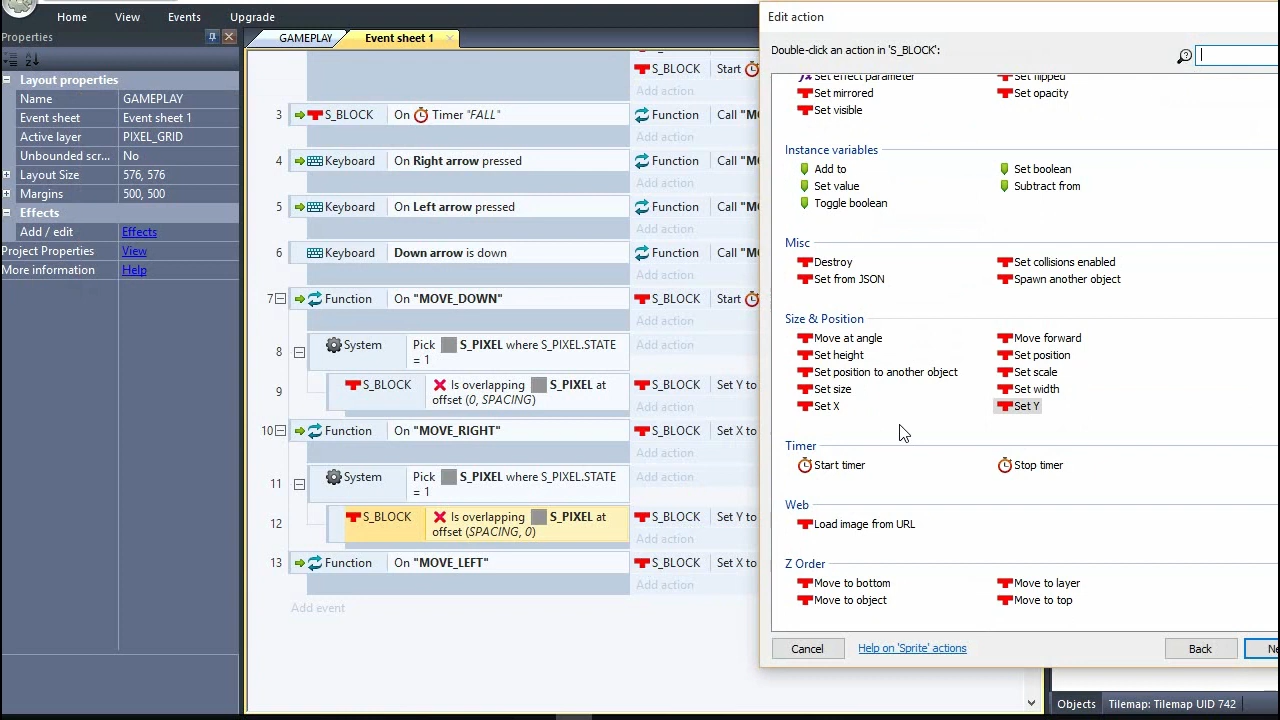 Home View Events Upgrade
Properties
Layout properties
Name GAMEPLAY
Event sheet Event sheet 1
Active layer PIXEL_GRID
Unbounded scr... No
Layout Size 576, 576
Margins 500, 500
Effects
Add / edit Effects
Project Properties View
More information Help
GAMEPLAY Event sheet 1
S_BLOCK Start
Add action
3 S_BLOCK On Timer "FALL" Function Call "M
Add action
4 Keyboard On Right arrow pressed Function Call "M
Add action
5 Keyboard On Left arrow pressed Function Call "M
Add action
6 Keyboard Down arrow is down Function Call "M
Add action
7 Function On "MOVE_DOWN" S_BLOCK Start
Add action
8 System Pick S_PIXEL where S_PIXEL.STATE Add action
= 1
9 S_BLOCK Is overlapping S_PIXEL at S_BLOCK Set Y to
offset (0, SPACING) Add action
10 Function On "MOVE_RIGHT" S_BLOCK Set X to
Add action
11 System Pick S_PIXEL where S_PIXEL.STATE Add action
= 1
12 S_BLOCK Is overlapping S_PIXEL at S_BLOCK Set Y to
offset (SPACING, 0) Add action
13 Function On "MOVE_LEFT" S_BLOCK Set X to
Add action
Add event
Edit action
Double-click an action in 'S_BLOCK':
Set effect parameter Set flipped
Set mirrored Set opacity
Set visible
Instance variables
Add to Set boolean
Set value Subtract from
Toggle boolean
Misc
Destroy Set collisions enabled
Set from JSON Spawn another object
Size & Position
Move at angle Move forward
Set height Set position
Set position to another object Set scale
Set size Set width
Set X Set Y
Timer
Start timer Stop timer
Web
Load image from URL
Z Order
Move to bottom Move to layer
Move to object Move to top
Cancel Help on 'Sprite' actions Back Ne
Objects Tilemap: Tilemap UID 742